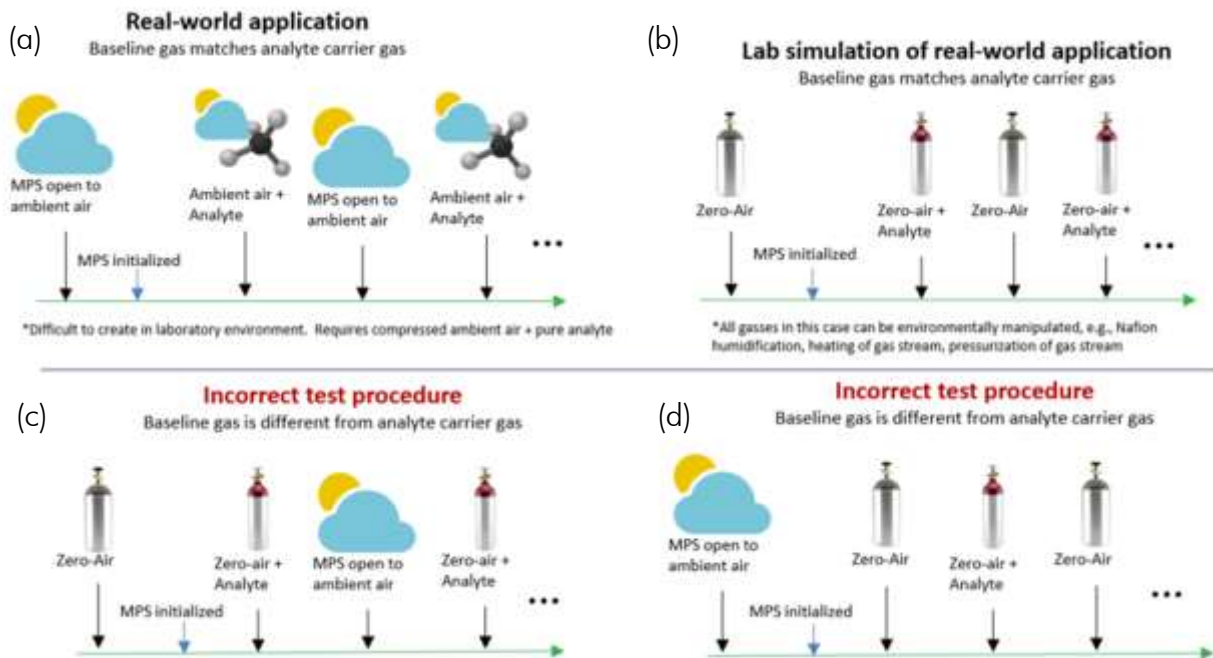 (a)
Real-world application
Baseline gas matches analyte carrier gas
MPS open to
ambient air
Ambient air +
Analyte
MPS open to
ambient air
Ambient air +
Analyte
MPS initialized
*Difficult to create in laboratory environment. Requires compressed ambient air + pure analyte
(b)
Lab simulation of real-world application
Baseline gas matches analyte carrier gas
Zero-Air
Zero-air +
Analyte
Zero-Air
Zero-air +
Analyte
MPS initialized
*All gasses in this case can be environmentally manipulated, e.g., Nafion
humidification, heating of gas stream, pressurization of gas stream
(c)
Incorrect test procedure
Baseline gas is different from analyte carrier gas
Zero-Air
Zero-air +
Analyte
MPS open to
ambient air
Zero-air +
Analyte
MPS initialized
(d)
Incorrect test procedure
Baseline gas is different from analyte carrier gas
MPS open to
ambient air
Zero-Air
Zero-air +
Analyte
Zero-Air
MPS initialized